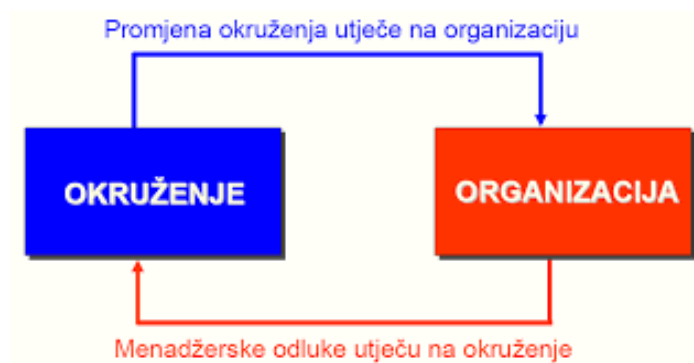 Promjena okruženja utječe na organizaciju
OKRUŽENJE
ORGANIZACIJA
Menadžerske odluke utječu na okruženje